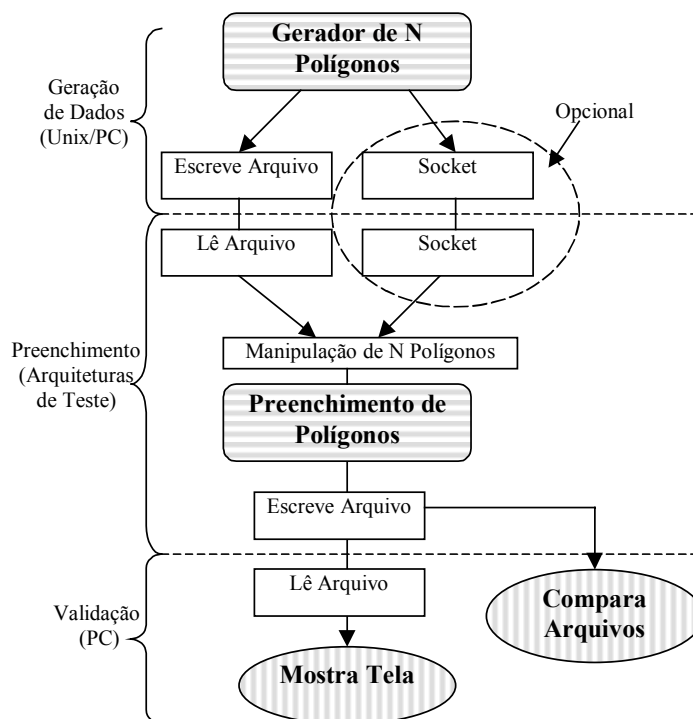 Gerador de N
Polígonos
Geração
de Dados
(Unix/PC)
Opcional
Escreve Arquivo
Socket
Lê Arquivo
Socket
Preenchimento
(Arquiteturas
de Teste)
Manipulação de N Polígonos
Preenchimento de
Polígonos
Escreve Arquivo
Validação
(PC)
Lê Arquivo
Compara
Arquivos
Mostra Tela